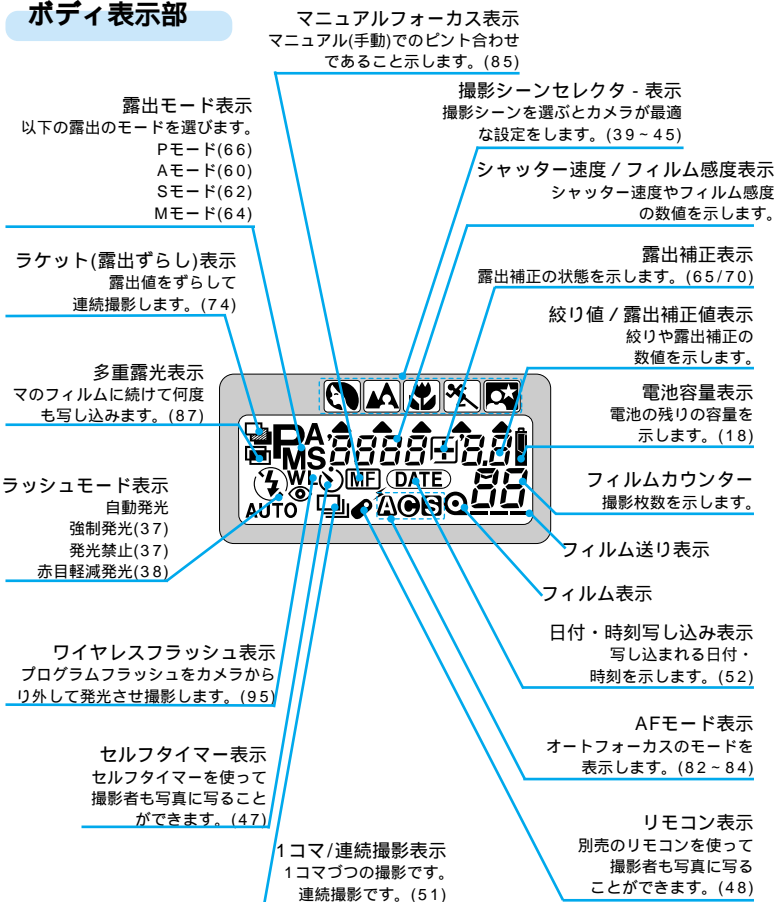 ボディ表示部
マニュアルフォーカス表示
マニュアル(手動)でのピント合わせ
であること示します。(85)
撮影シーンセレクタ - 表示
撮影シーンを選ぶとカメラが最適
な設定をします。(39~45)
露出モード表示
以下の露出のモードを選びます。
Pモード(66)
Aモード(60)
Sモード(62)
Mモード(64)
シャッター速度 / フィルム感度表示
シャッター速度やフィルム感度
の数値を示します。
露出補正表示
露出補正の状態を示します。(65/70)
ラケット(露出ずらし)表示
露出値をずらして
連続撮影します。(74)
絞り値 / 露出補正値表示
絞りや露出補正の
数値を示します。
多重露光表示
マのフィルムに続けて何度
も写し込みます。(87)
電池容量表示
電池の残りの容量を
示します。(18)
P A
M S
8888
8.8
W L
MF
DATE
88
AUTO
A C S
ラッシュモード表示
自動発光
強制発光(37)
発光禁止(37)
赤目軽減発光(38)
フィルムカウンター
撮影枚数を示します。
フィルム送り表示
フィルム表示
ワイヤレスフラッシュ表示
プログラムフラッシュをカメラから
り外して発光させ撮影します。(95)
日付・時刻写し込み表示
写し込まれる日付・
時刻を示します。(52)
セルフタイマー表示
セルフタイマーを使って
撮影者も写真に写ること
ができます。(47)
AFモード表示
オートフォーカスのモードを
表示します。(82~84)
1コマ/連続撮影表示
1コマづつの撮影です。
連続撮影です。(51)
リモコン表示
別売のリモコンを使って
撮影者も写真に写る
ことができます。(48)